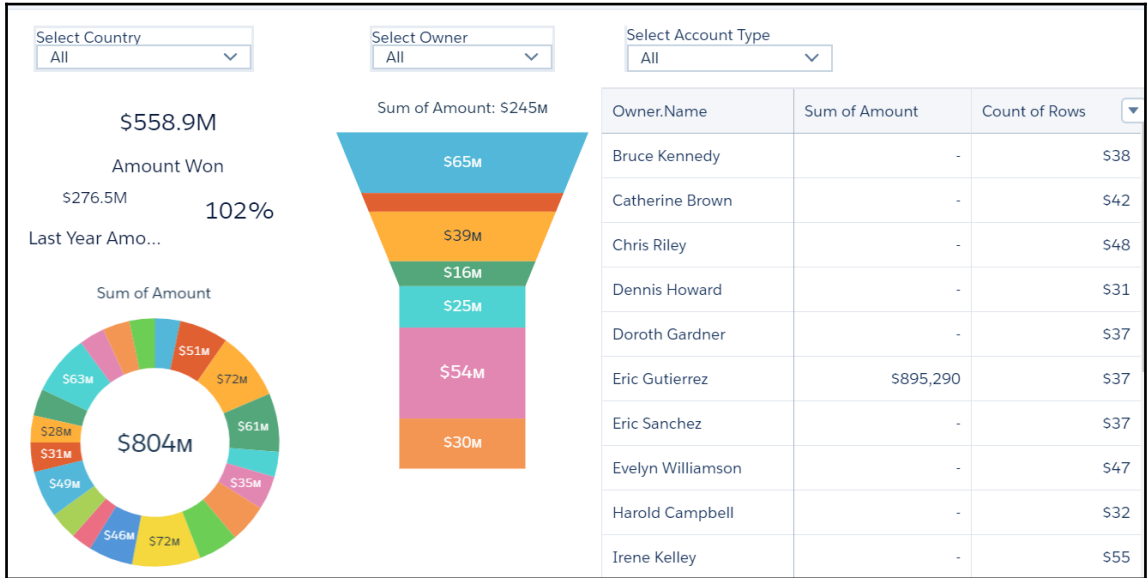 Select Country
All
Select Owner
All
Select Account Type
All
$558.9M
Amount Won
$276.5M
102%
Last Year Amo...
Sum of Amount
$51M
$72M
$61M
$35M
$72M
$46M
$49M
$31M
$28M
$63M
$804M
Sum of Amount: $245M
$65M
$39M
$16M
$25M
$54M
$30M
Owner.Name Sum of Amount Count of Rows
Bruce Kennedy - $38
Catherine Brown - $42
Chris Riley - $48
Dennis Howard - $31
Doroth Gardner - $37
Eric Gutierrez $895,290 $37
Eric Sanchez - $37
Evelyn Williamson - $47
Harold Campbell - $32
Irene Kelley - $55